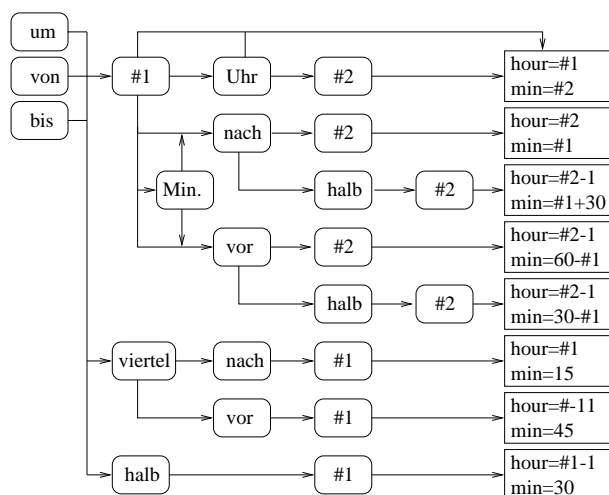 um
von #1 Uhr #2 hour=#1
min=#2
bis
nach #2 hour=#2
min=#1
Min. halb #2 hour=#2-1
min=#1+30
vor #2 hour=#2-1
min=60-#1
halb #2 hour=#2-1
min=30-#1
viertel nach #1 hour=#1
min=15
vor #1 hour=#-11
min=45
halb #1 hour=#1-1
min=30